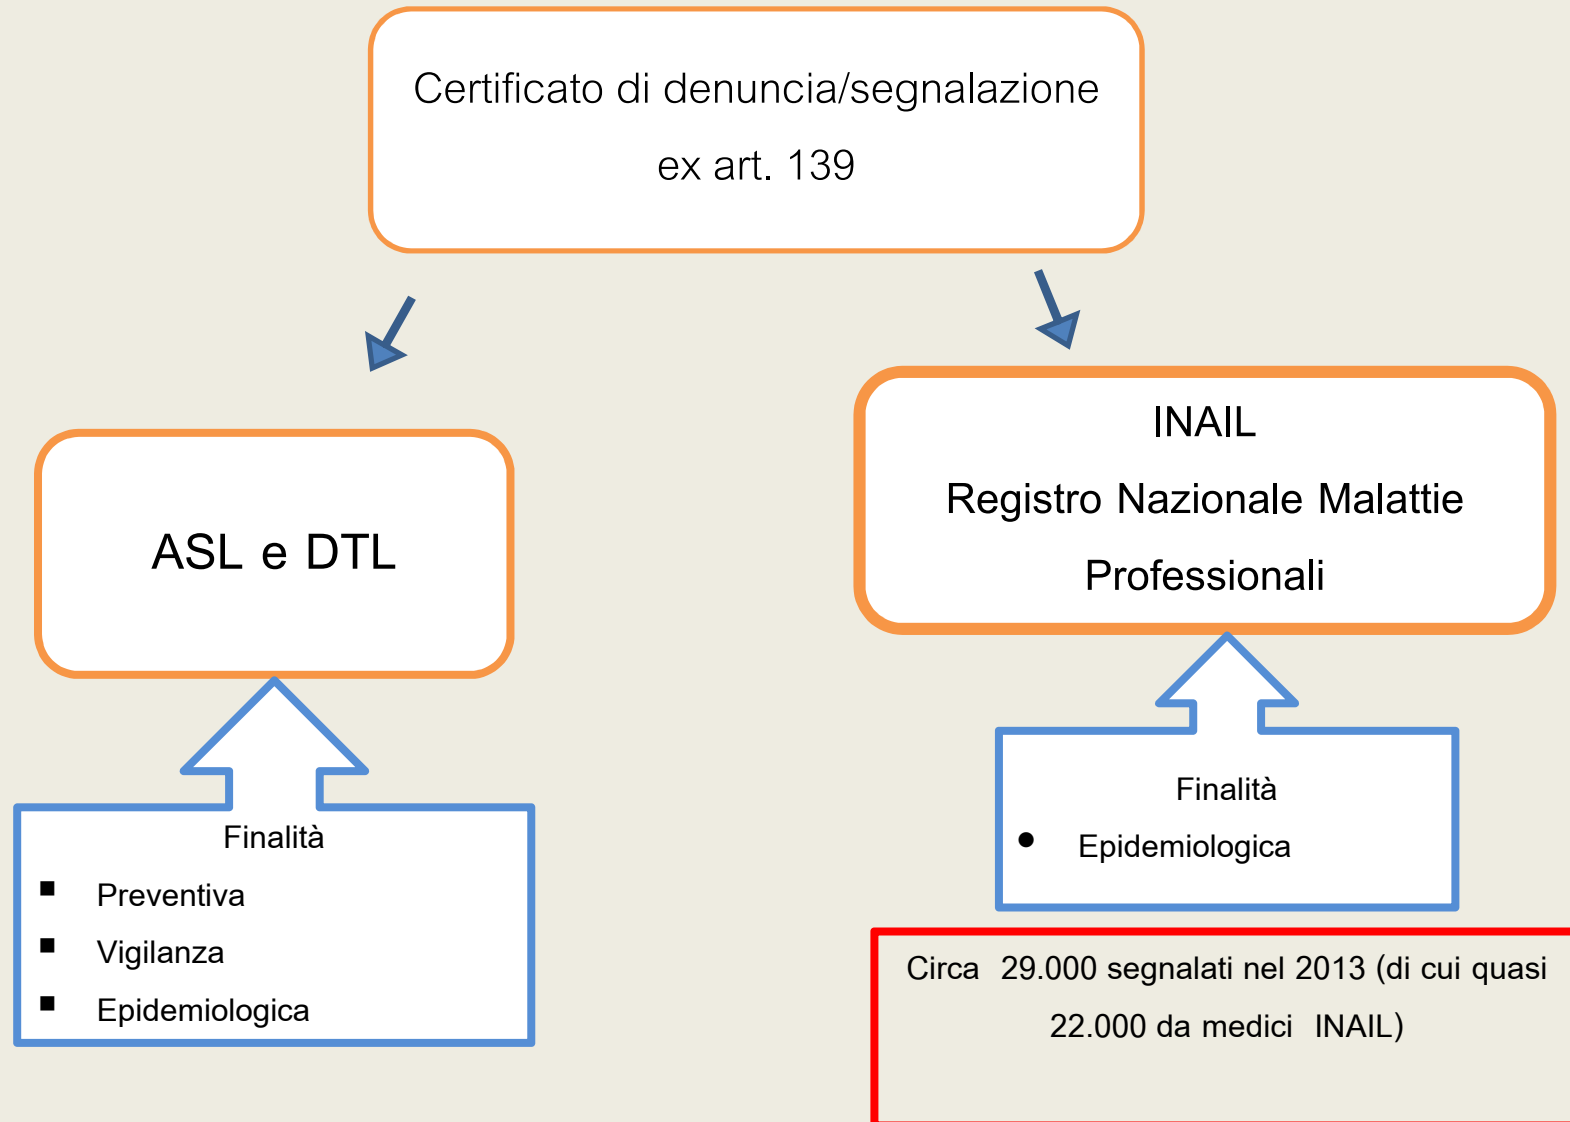 Certificato di denuncia/segnalazione
ex art. 139
ASL e DTL
INAIL
Registro Nazionale Malattie
Professionali
Finalità
▪ Preventiva
▪ Vigilanza
▪ Epidemiologica
Finalità
• Epidemiologica
Circa 29.000 segnalati nel 2013 (di cui quasi
22.000 da medici INAIL)